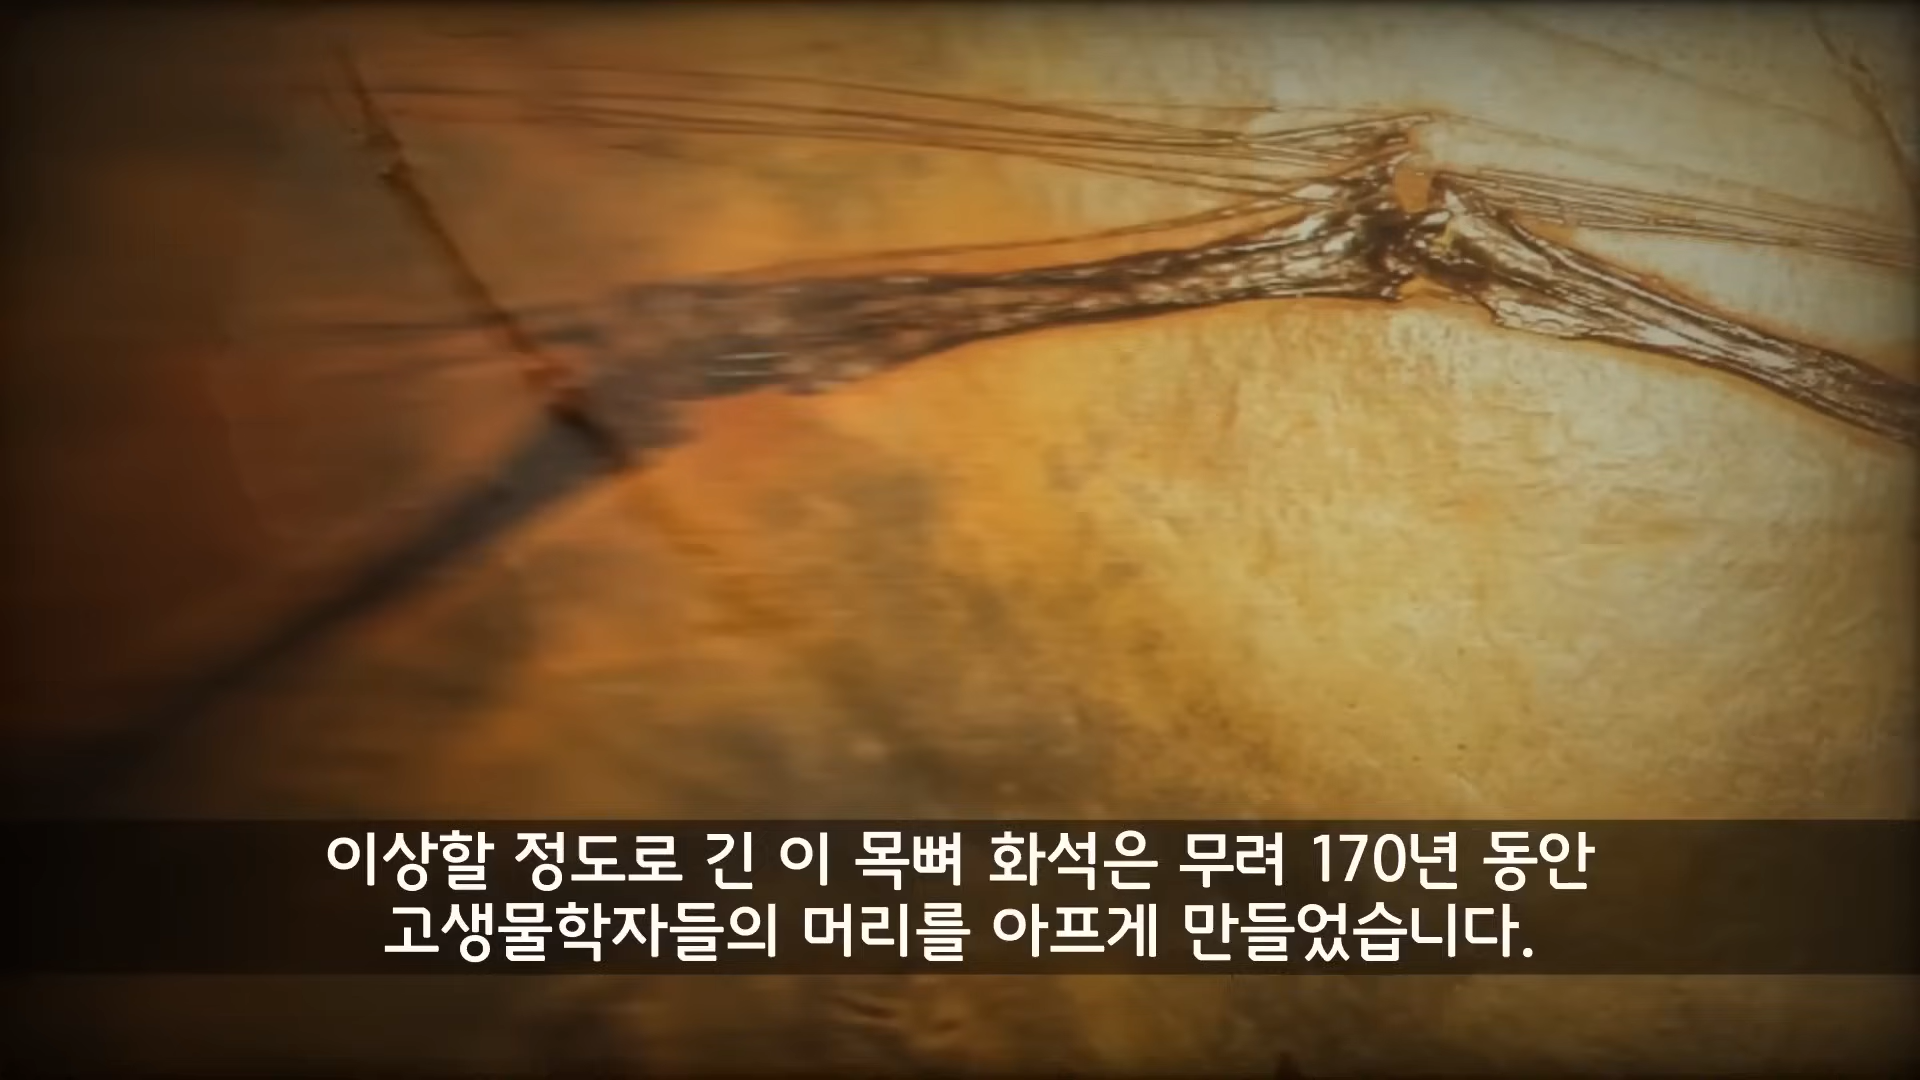 이상할 정도로 긴 이 목뼈 화석은 무려 170년 동안
고생물학자들의 머리를 아프게 만들었습니다.